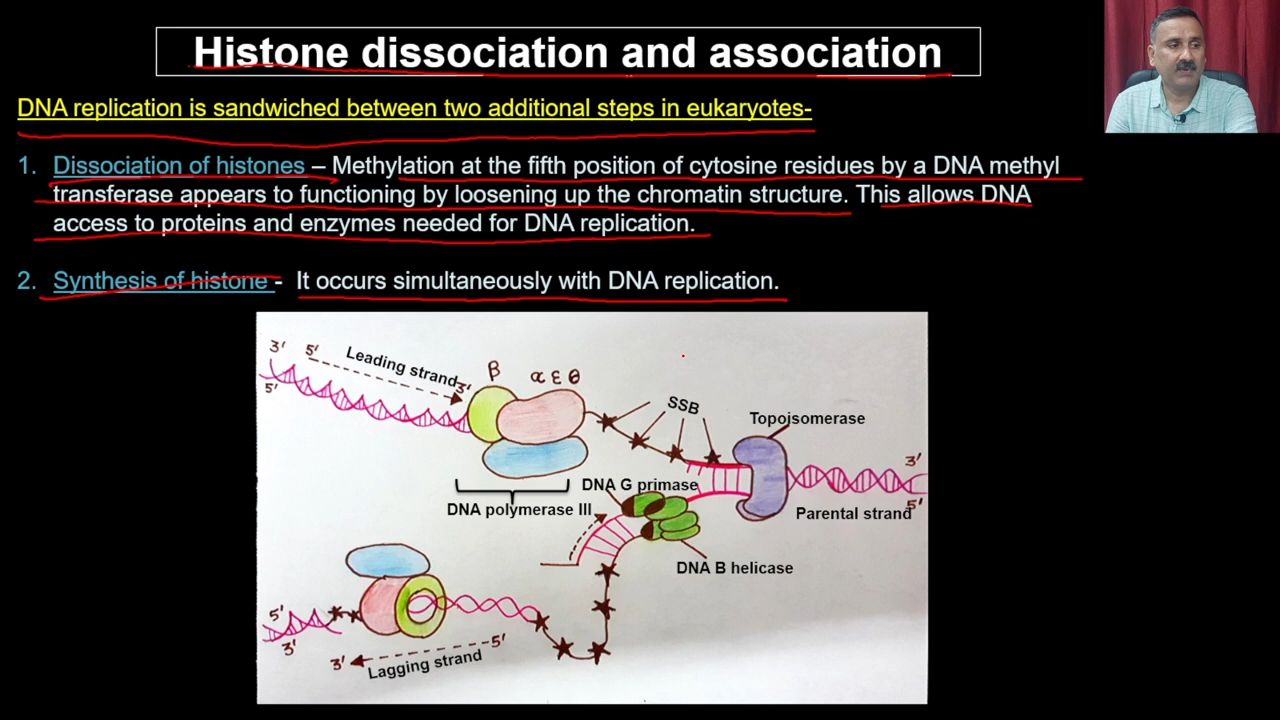 Histone dissociation and association
DNA replication is sandwiched between two additional steps in eukaryotes-
1. Dissociation of histones – Methylation at the fifth position of cytosine residues by a DNA methyl
transferase appears to functioning by loosening up the chromatin structure. This allows DNA
access to proteins and enzymes needed for DNA replication.
2. Synthesis of histone - It occurs simultaneously with DNA replication.
3' 5' Leading strand 3'
5'
β α ε θ
SSB
Topoisomerase
DNA G primase
DNA polymerase III
3'
5'
Parental strand
DNA B helicase
5'
3'
3' Lagging strand 5'